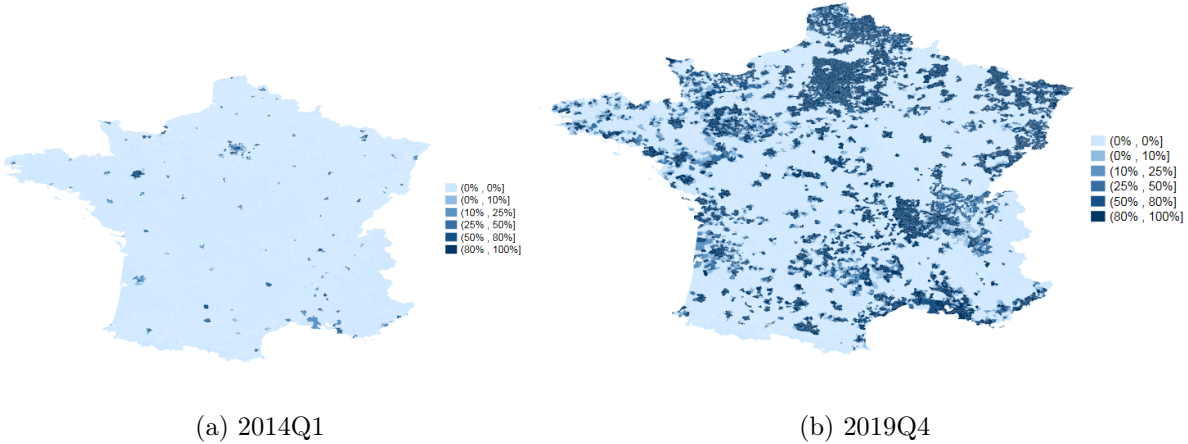 (0% , 0%]
(0% , 10%]
(10% , 25%]
(25% , 50%]
(50% , 80%]
(80% , 100%]
(a) 2014Q1
(0% , 0%]
(0% , 10%]
(10% , 25%]
(25% , 50%]
(50% , 80%]
(80% , 100%]
(b) 2019Q4